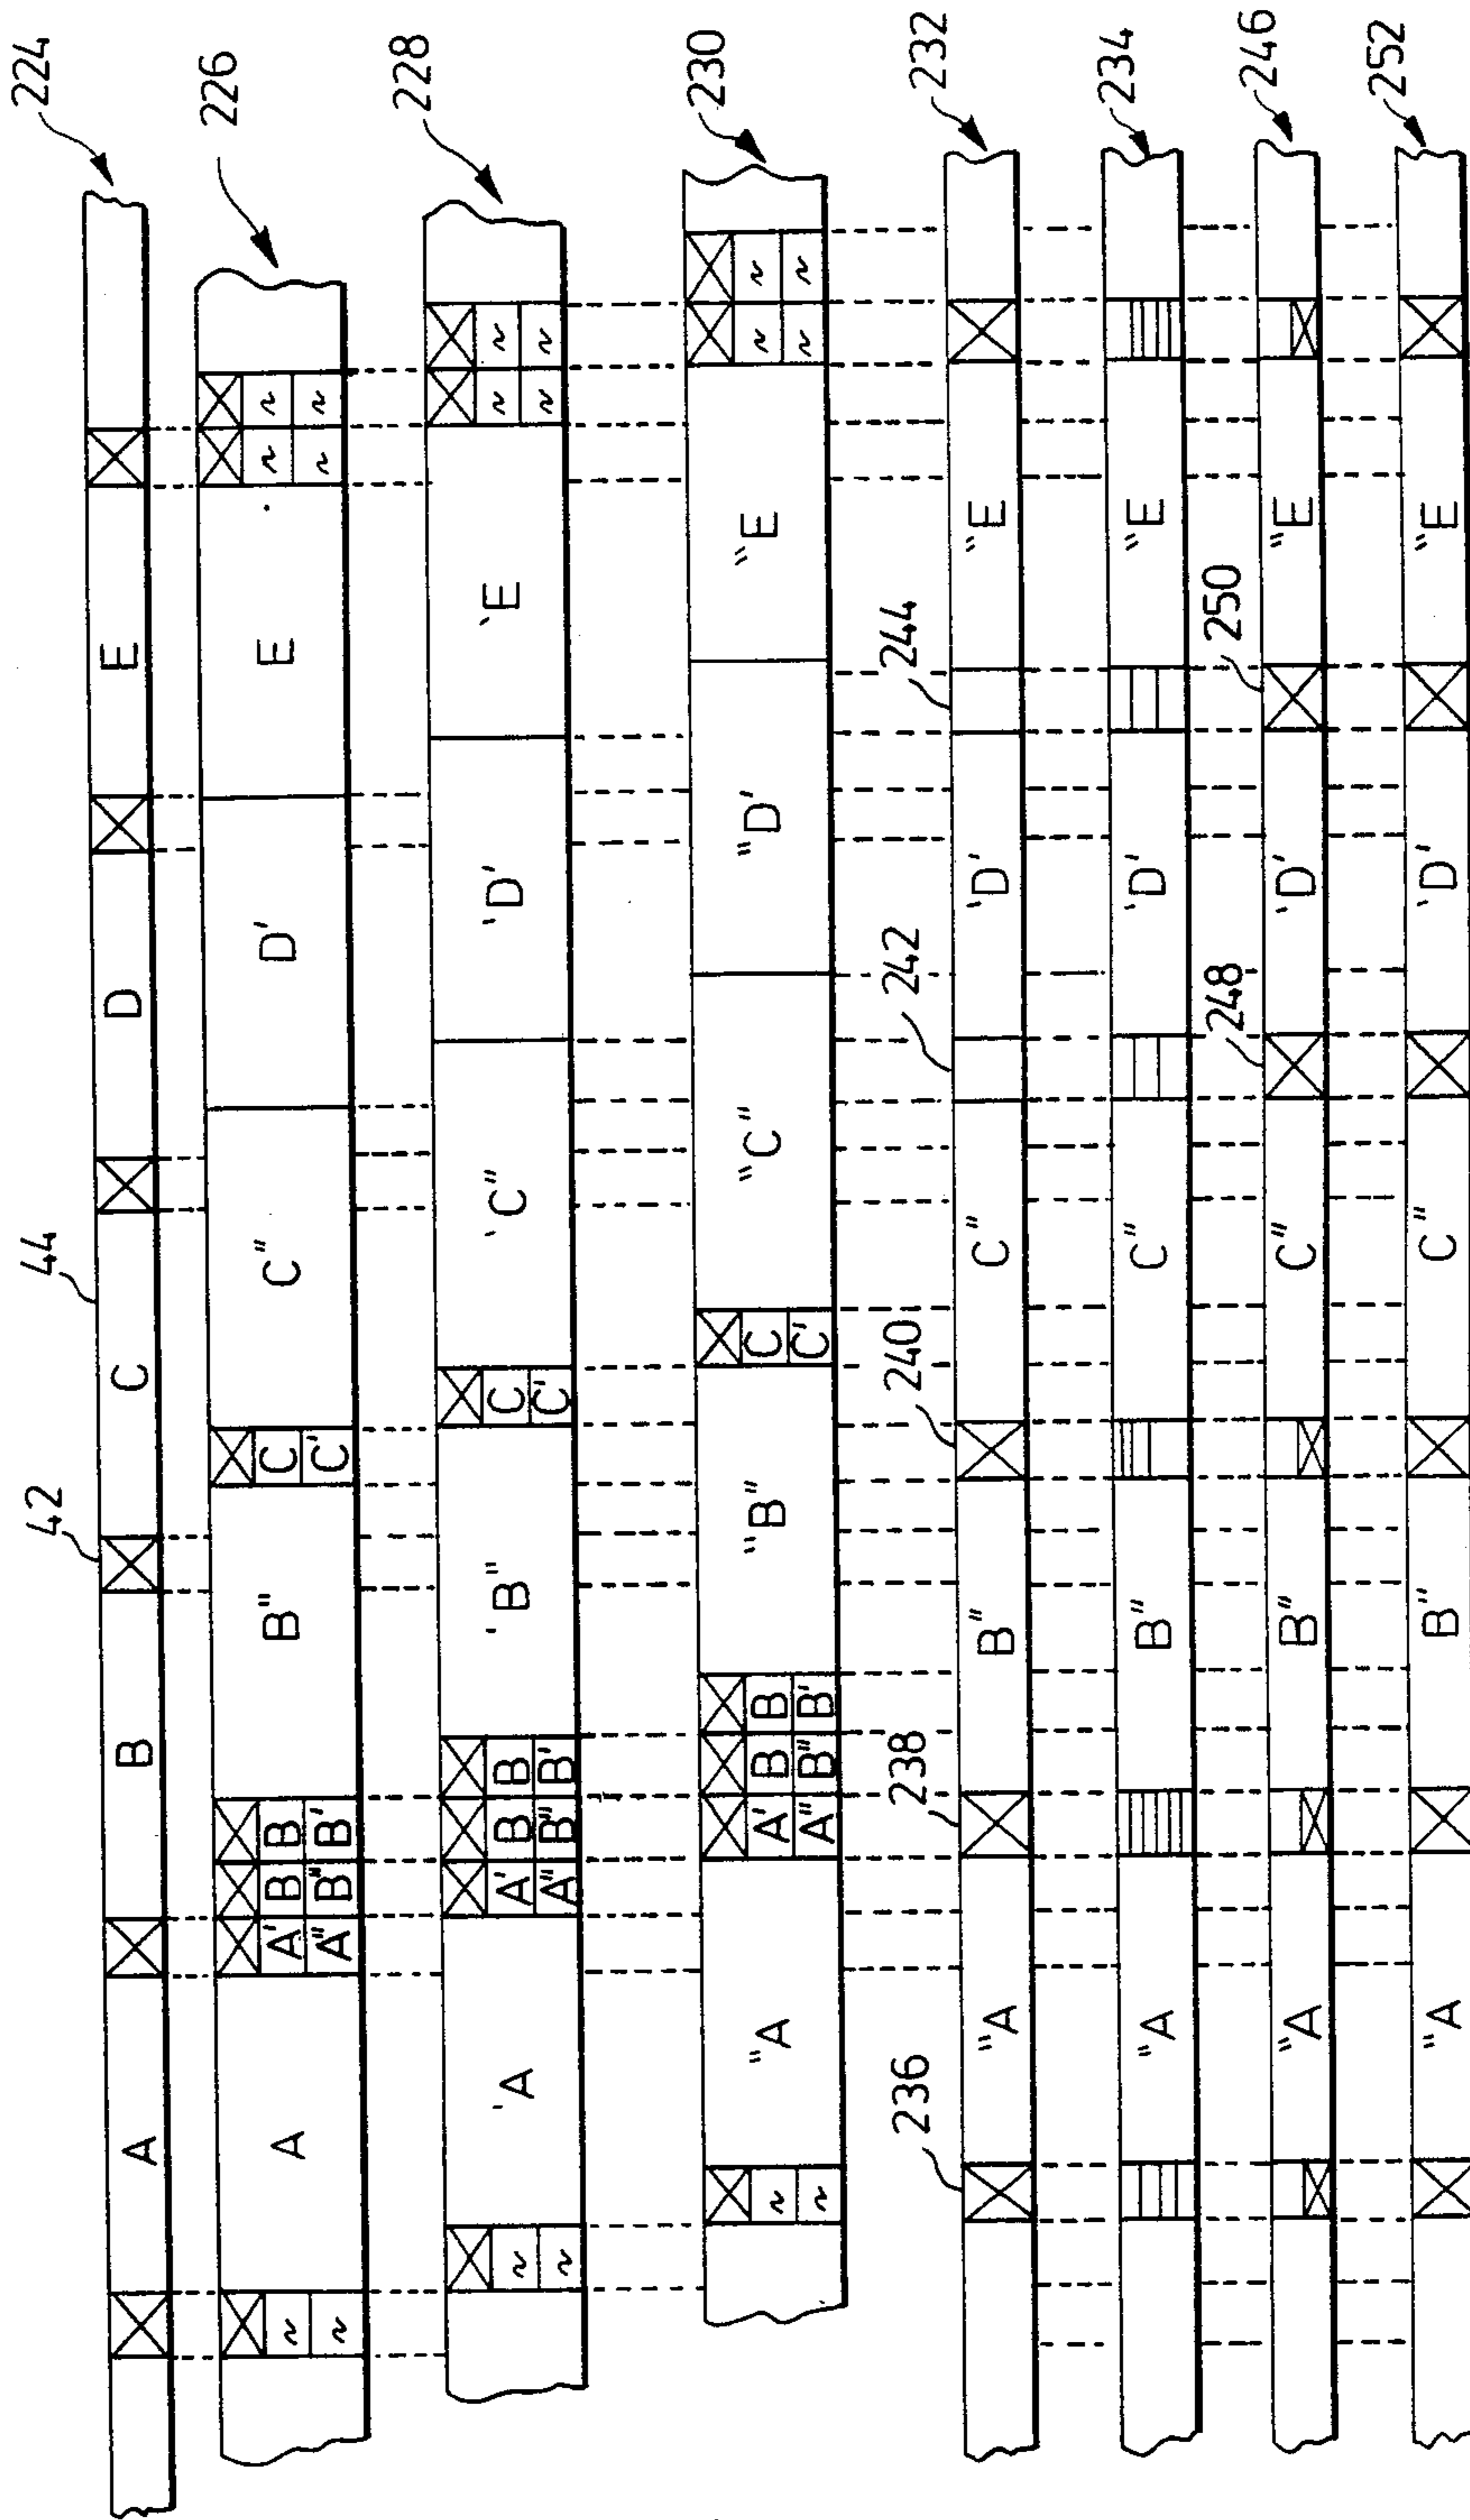 42 44 224
A B C D E
226
A B" C" D' E
~ A' B B C ~ ~
~ A" B" B' C' ~ ~
228
'A 'B" 'C" 'D' 'E
~ A' B B C ~ ~
~ A" B" B' C' ~ ~
230
"A "B" "C" "D' "E
~ A' B B C ~ ~
~ A" B" B' C' ~ ~
236 238 240 242 244 232
"A B" C" 'D' "E
234
"A B" C" 'D' "E
248 250 246
"A B" C" 'D' "E
252
"A B" C" 'D' "E